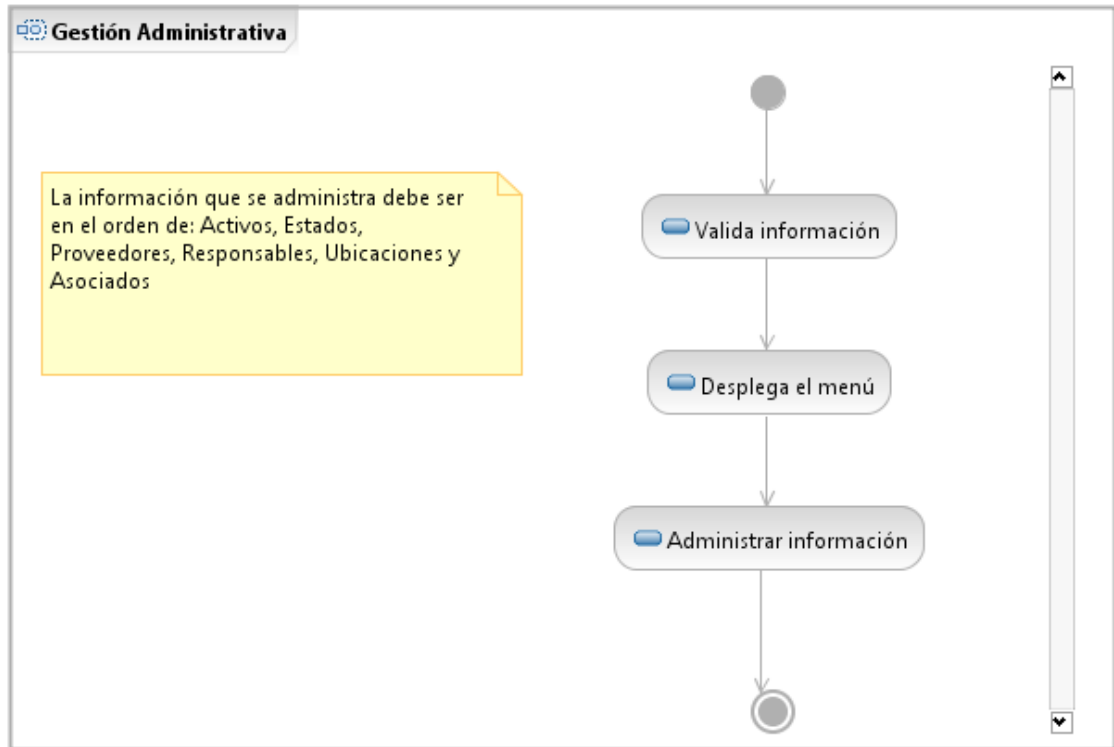 Gestión Administrativa
La información que se administra debe ser
en el orden de: Activos, Estados,
Proveedores, Responsables, Ubicaciones y
Asociados
Valida información
Desplega el menú
Administrar información